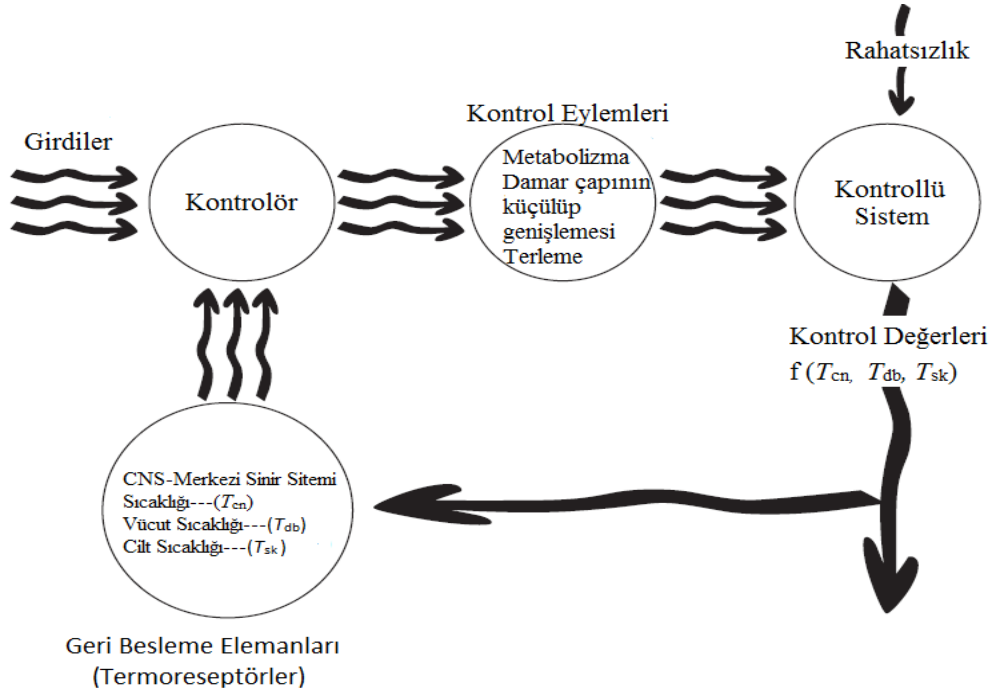 Rahatsızlık
Kontrol Eylemleri
Girdiler
Kontrolör
Metabolizma
Damar çapının
küçülüp
genişlemesi
Terleme
Kontrollü
Sistem
Kontrol Değerleri
f (Tcn, Tdb, Tsk)
CNS-Merkezi Sinir Sitemi
Sıcaklığı---(Tcn)
Vücut Sıcaklığı---(Tdb)
Cilt Sıcaklığı---(Tsk)
Geri Besleme Elemanları
(Termoreseptörler)